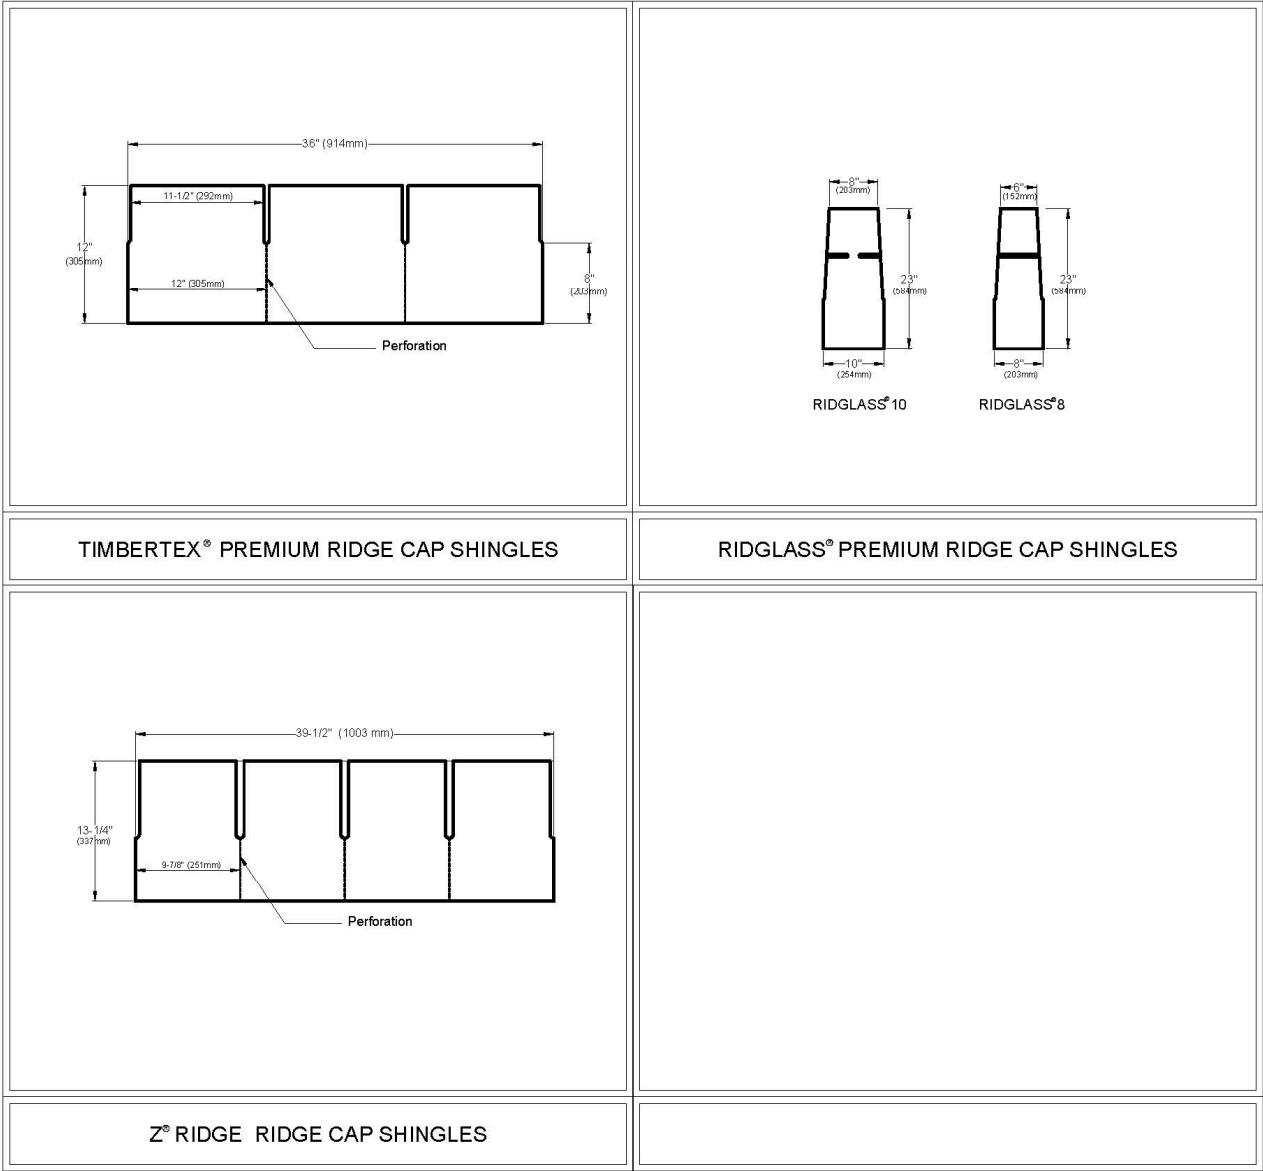 36" (914mm)
11-1/2" (292mm)
12"
(305mm)
12" (305mm)
8"
(203mm)
Perforation
8"
(203mm)
6"
(152mm)
23"
(584mm)
23"
(584mm)
10"
(254mm)
8"
(203mm)
RIDGLASS® 10
RIDGLASS® 8
TIMBERTEX® PREMIUM RIDGE CAP SHINGLES
RIDGLASS® PREMIUM RIDGE CAP SHINGLES
39-1/2" (1003 mm)
13-1/4"
(337mm)
9-7/8" (251mm)
Perforation
Z® RIDGE RIDGE CAP SHINGLES